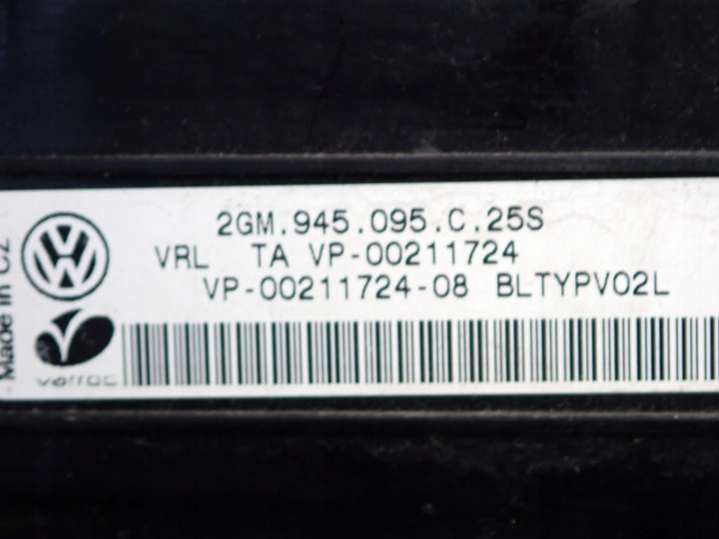 2GM.945.095.C.25S
VRL TA VP-00211724
VP-00211724-08 BLTYPV02L
Made in CZ
varroc